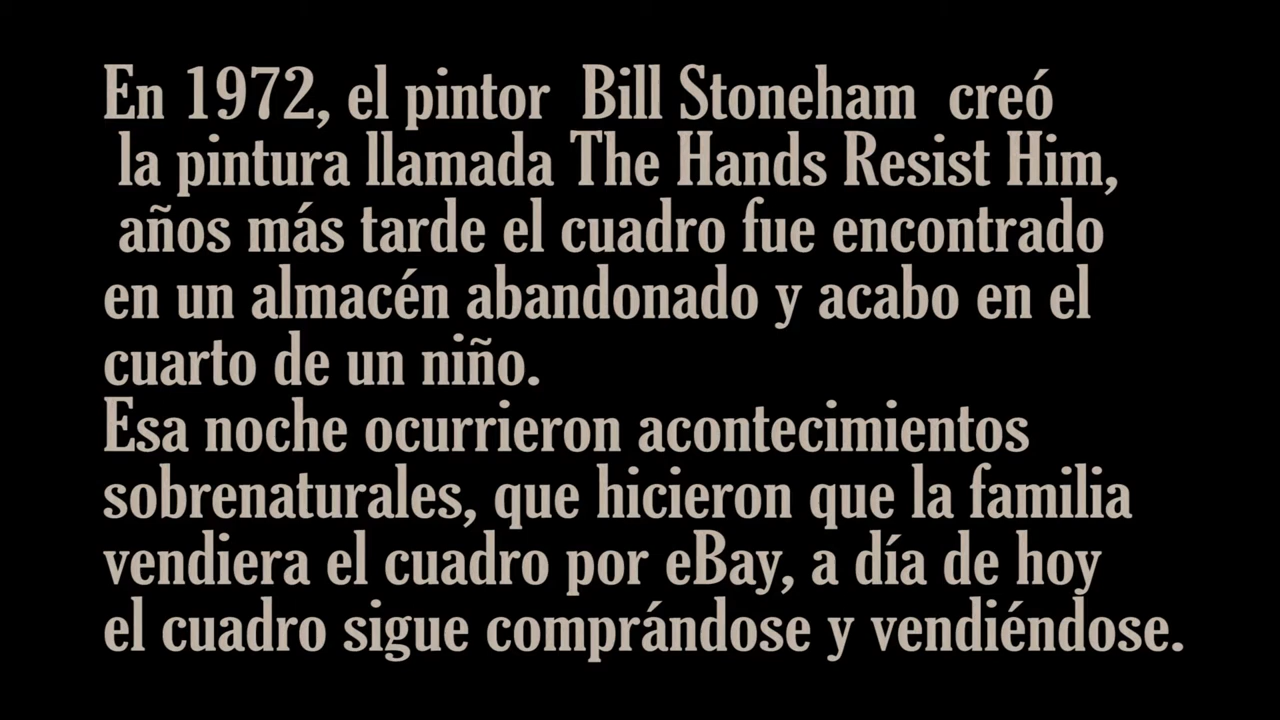 En 1972, el pintor Bill Stoneham creó
la pintura llamada The Hands Resist Him,
años más tarde el cuadro fue encontrado
en un almacén abandonado y acabo en el
cuarto de un niño.
Esa noche ocurrieron acontecimientos
sobrenaturales, que hicieron que la familia
vendiera el cuadro por eBay, a día de hoy
el cuadro sigue comprándose y vendiéndose.